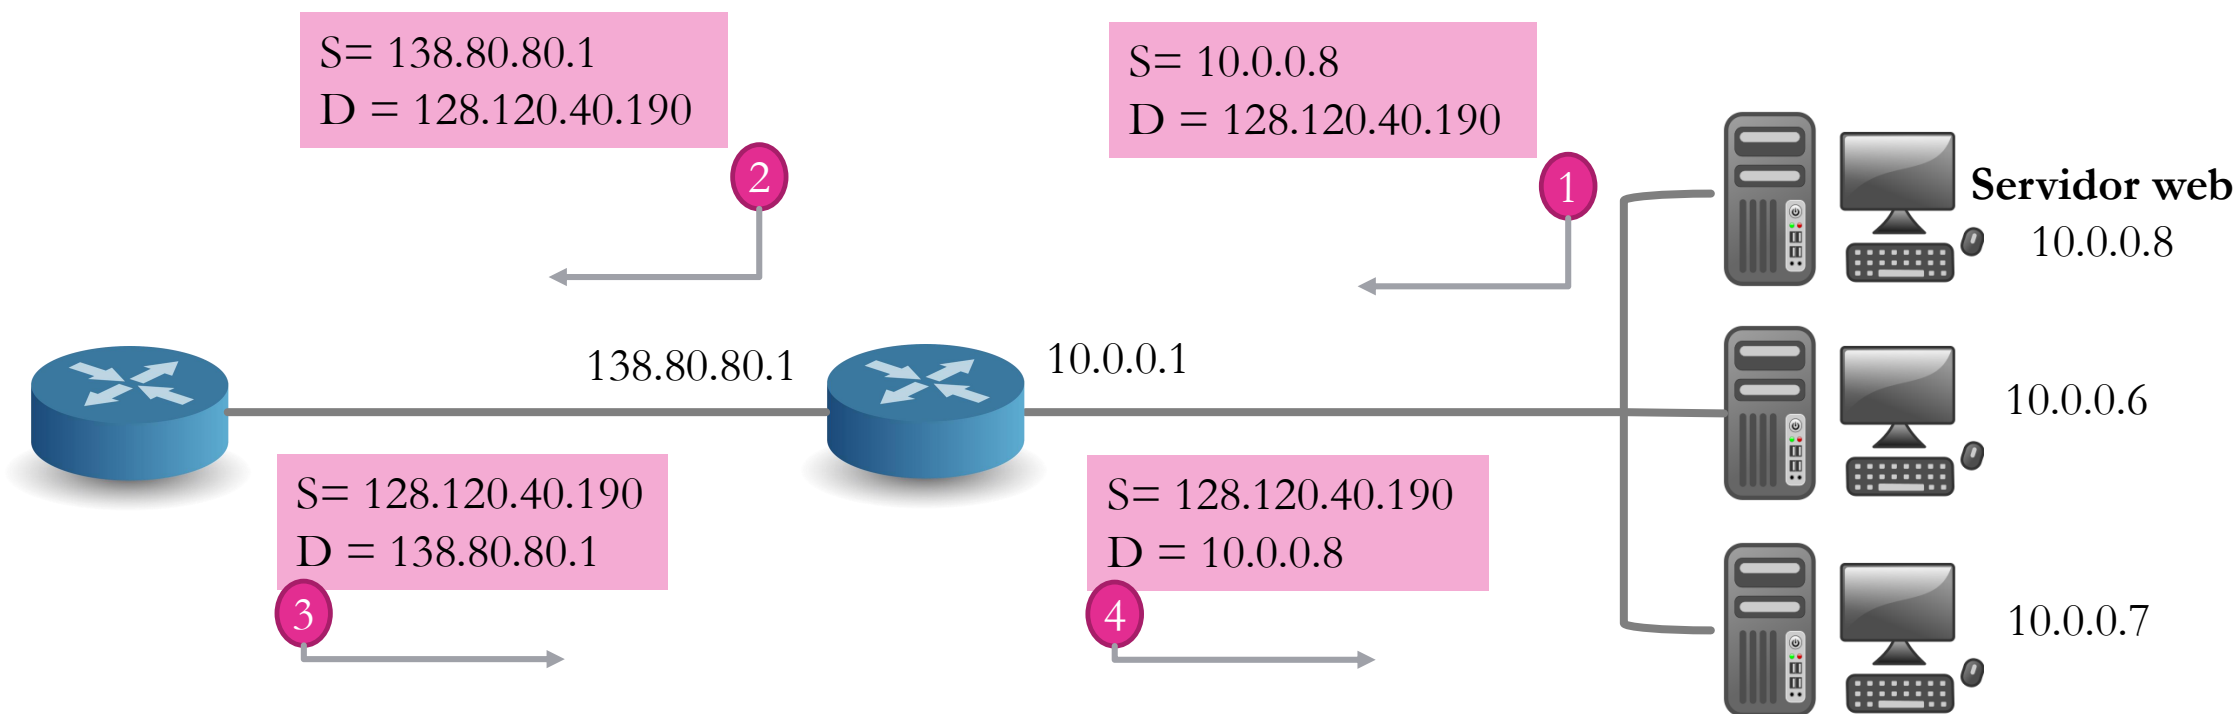 S= 138.80.80.1
D = 128.120.40.190
2
S= 10.0.0.8
D = 128.120.40.190
1
Servidor web
10.0.0.8
138.80.80.1
10.0.0.1
10.0.0.6
S= 128.120.40.190
D = 138.80.80.1
3
S= 128.120.40.190
D = 10.0.0.8
4
10.0.0.7